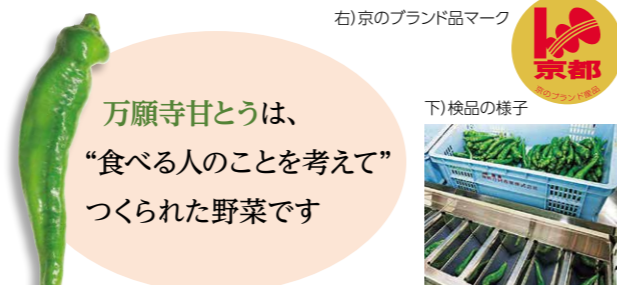 右)京のブランド品マーク
京都
京のブランド産品
下)検品の様子
万願寺甘とうは、
“食べる人のことを考えて”
つくられた野菜です